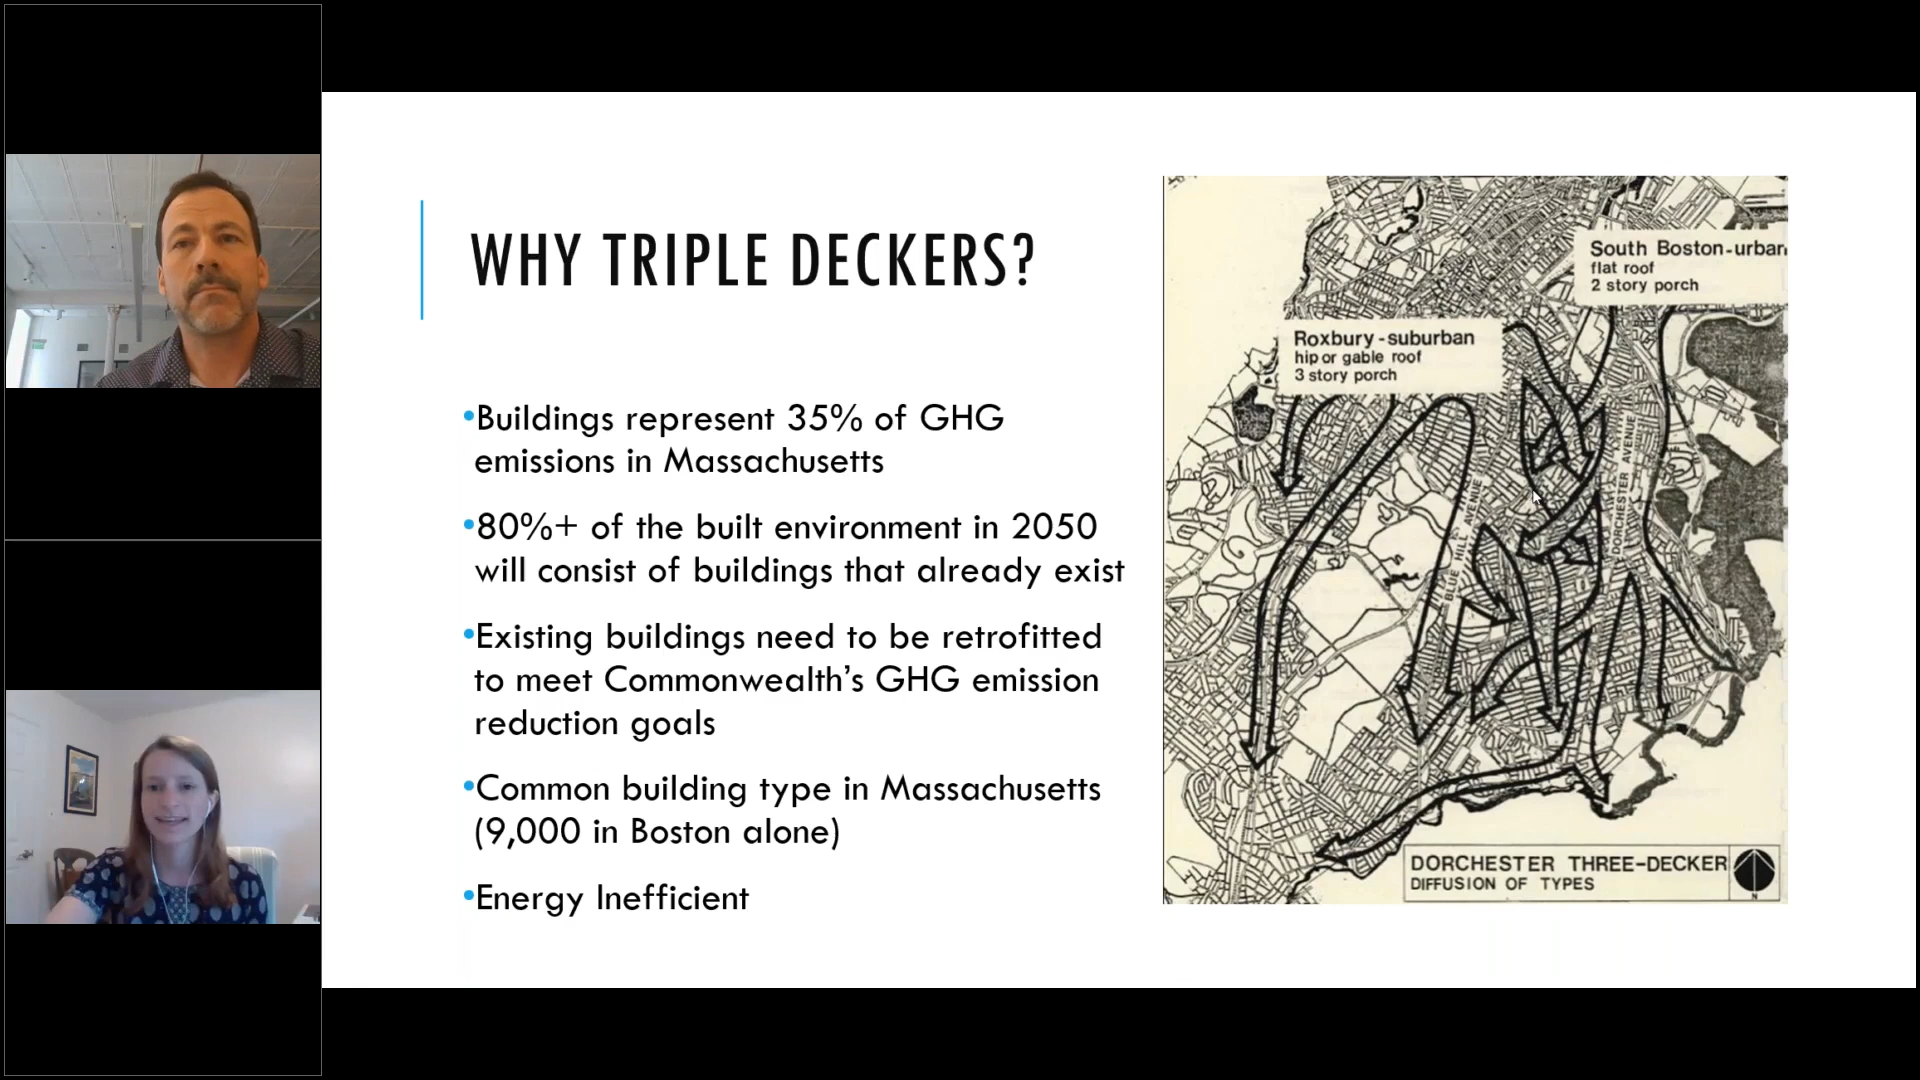 WHY TRIPLE DECKERS?
•Buildings represent 35% of GHG
emissions in Massachusetts
•80%+ of the built environment in 2050
will consist of buildings that already exist
•Existing buildings need to be retrofitted
to meet Commonwealth’s GHG emission
reduction goals
•Common building type in Massachusetts
(9,000 in Boston alone)
•Energy Inefficient
South Boston-urban
flat roof
2 story porch
Roxbury-suburban
hip or gable roof
3 story porch
DORCHESTER AVENUE
BLUE HILL AVENUE
DORCHESTER THREE-DECKER
DIFFUSION OF TYPES
N